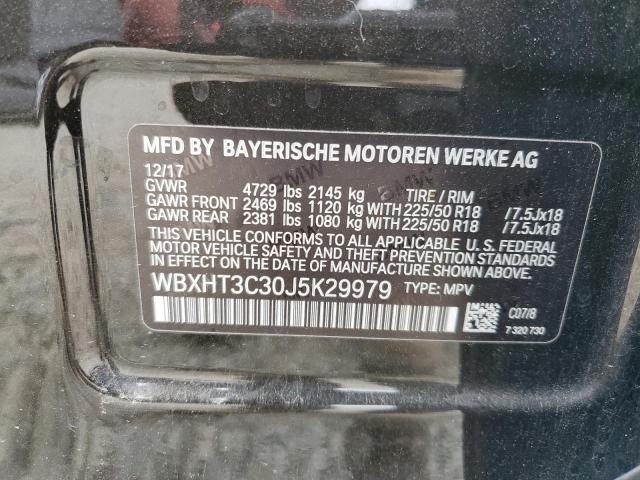 MFD BY BAYERISCHE MOTOREN WERKE AG
12/17
GVWR 4729 lbs 2145 kg TIRE / RIM
GAWR FRONT 2469 lbs 1120 kg WITH 225/50 R18 /7.5Jx18
GAWR REAR 2381 lbs 1080 kg WITH 225/50 R18 /7.5Jx18
THIS VEHICLE CONFORMS TO ALL APPLICABLE U. S. FEDERAL
MOTOR VEHICLE SAFETY AND THEFT PREVENTION STANDARDS
IN EFFECT ON THE DATE OF MANUFACTURE SHOWN ABOVE.
WBXHT3C30J5K29979 TYPE: MPV
C07/8
7 320 730